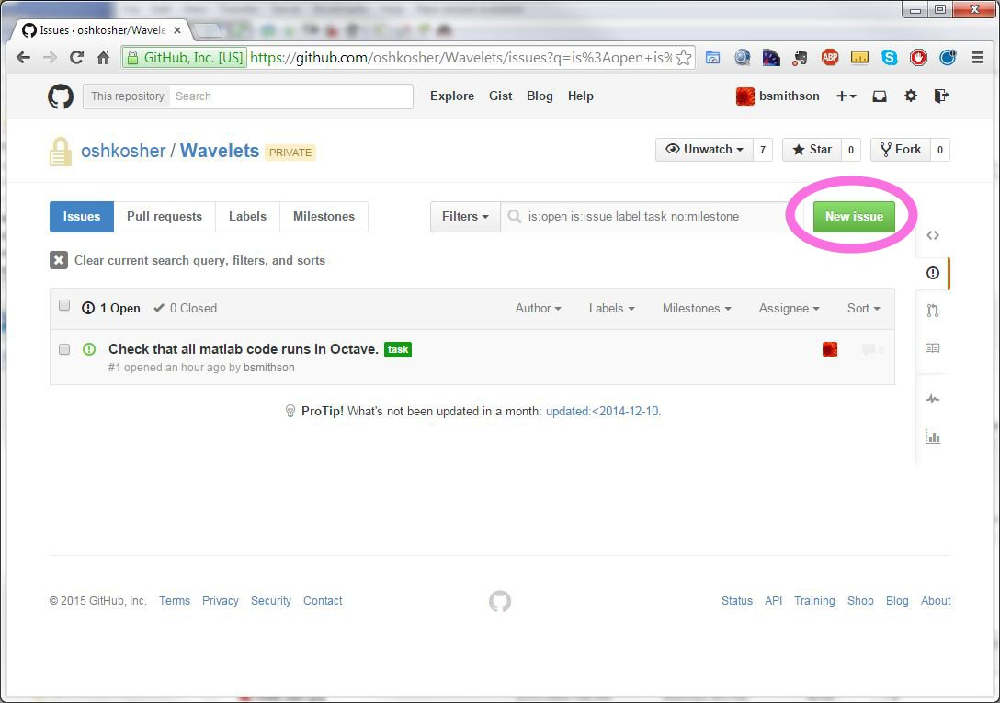 Issues · oshkosher/Wavele
GitHub, Inc. [US] https://github.com/oshkosher/Wavelets/issues?q=is%3Aopen+is%
ABP
This repository Search Explore Gist Blog Help bsmithson
oshkosher / Wavelets PRIVATE Unwatch 7 Star 0 Fork 0
Issues Pull requests Labels Milestones Filters is:open is:issue label:task no:milestone New issue
Clear current search query, filters, and sorts
1 Open 0 Closed Author Labels Milestones Assignee Sort
Check that all matlab code runs in Octave. task 0
#1 opened an hour ago by bsmithson
ProTip! What's not been updated in a month: updated:<2014-12-10.
© 2015 GitHub, Inc. Terms Privacy Security Contact Status API Training Shop Blog About